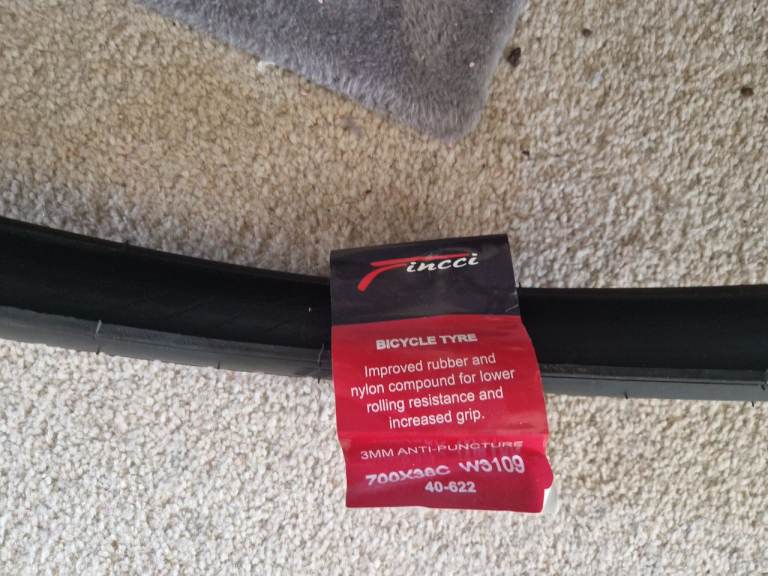 Fincci
BICYCLE TYRE
Improved rubber and
nylon compound for lower
rolling resistance and
increased grip.
3MM ANTI-PUNCTURE
700X38C W3109
40-622